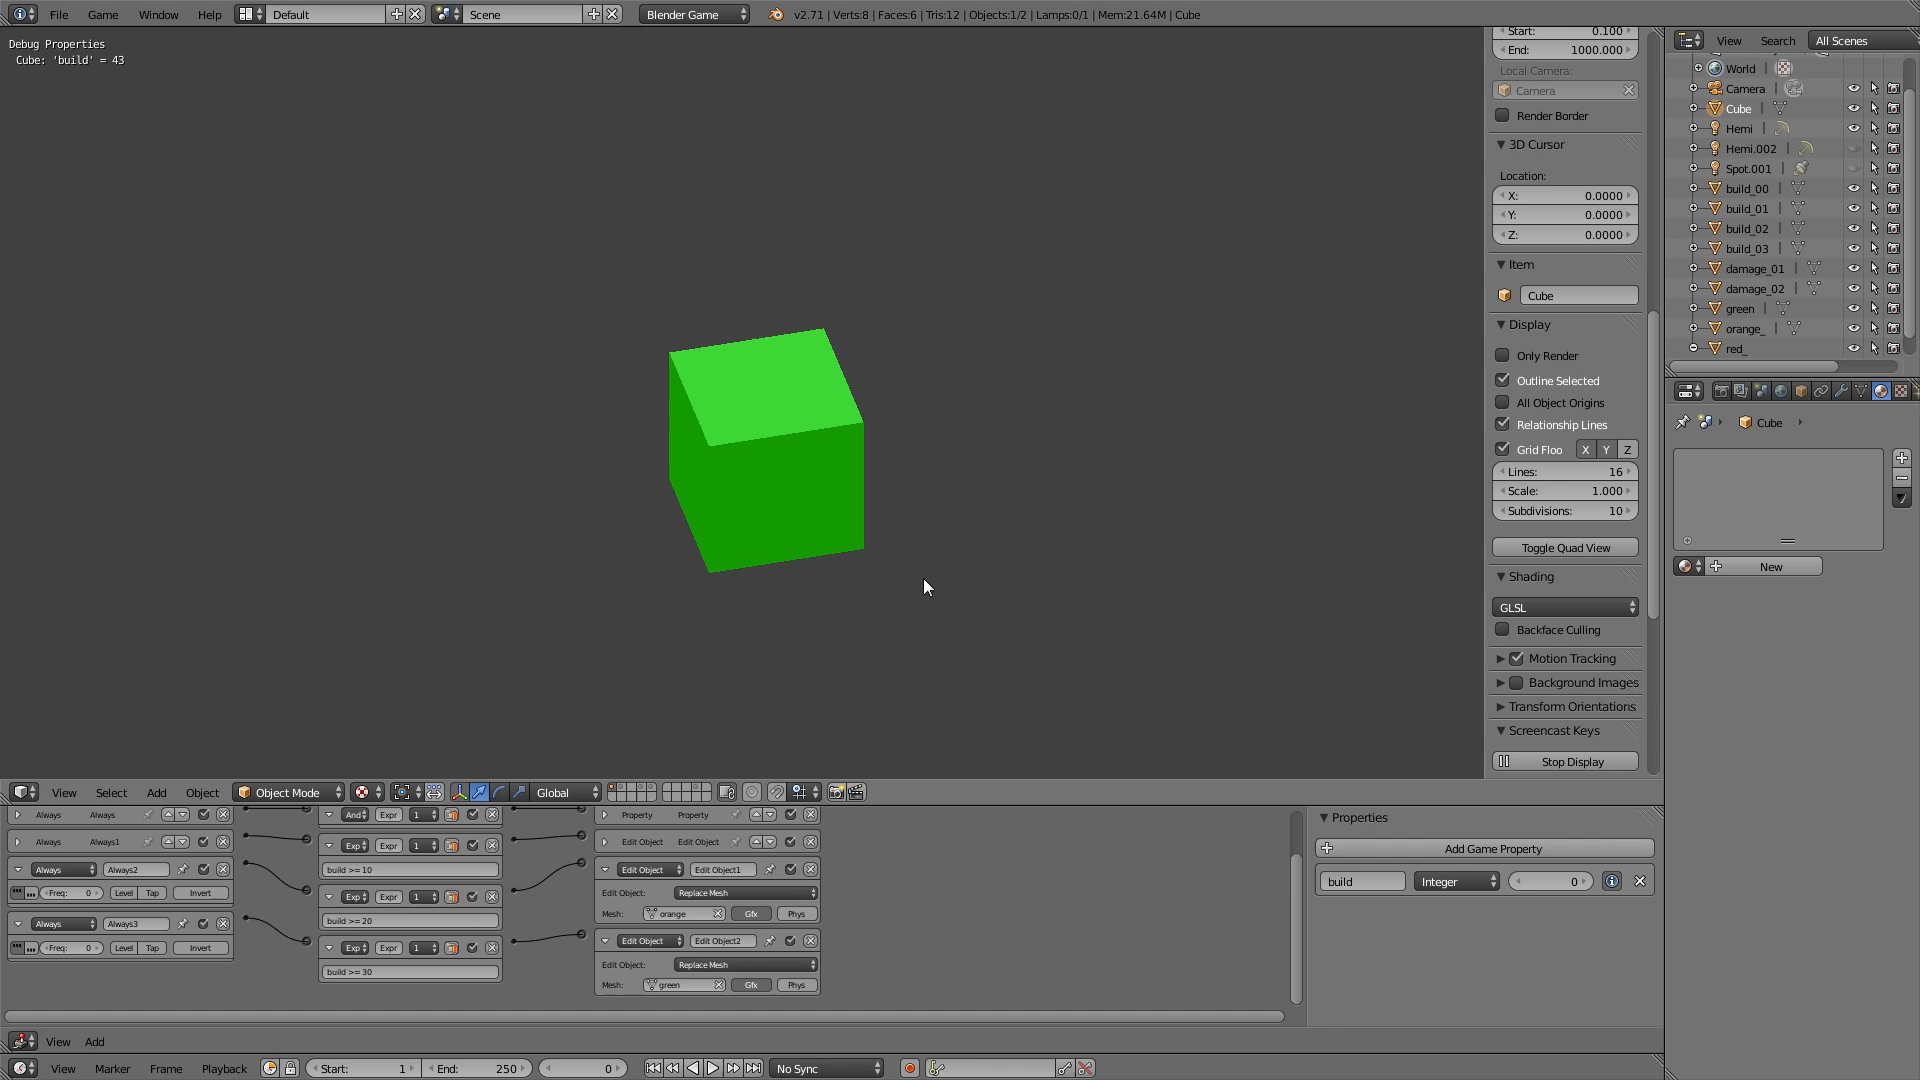 File Game Window Help Default Scene Blender Game v2.71 | Verts:8 | Faces:6 | Tris:12 | Objects:1/2 | Lamps:0/1 | Mem:21.64M | Cube
Debug Properties
Cube: 'build' = 43
Start: 0.100
End: 1000.000
Local Camera:
Camera
Render Border
3D Cursor
Location:
X: 0.0000
Y: 0.0000
Z: 0.0000
Item
Cube
Display
Only Render
Outline Selected
All Object Origins
Relationship Lines
Grid Floo X Y Z
Lines: 16
Scale: 1.000
Subdivisions: 10
Toggle Quad View
Shading
GLSL
Backface Culling
Motion Tracking
Background Images
Transform Orientations
Screencast Keys
Stop Display
View Search All Scenes
World
Camera
Cube
Hemi
Hemi.002
Spot.001
build_00
build_01
build_02
build_03
damage_01
damage_02
green
orange_
red_
Cube
New
View Select Add Object Object Mode Global
Always Always
Always Always1
Always Always2
Freq: 0 Level Tap Invert
Always Always3
Freq: 0 Level Tap Invert
And Expr 1
Exp Expr 1
build >= 10
Exp Expr 1
build >= 20
Exp Expr 1
build >= 30
Property Property
Edit Object Edit Object
Edit Object Edit Object1
Edit Object: Replace Mesh
Mesh: orange Gfx Phys
Edit Object Edit Object2
Edit Object: Replace Mesh
Mesh: green Gfx Phys
Properties
Add Game Property
build Integer 0
View Add
View Marker Frame Playback Start: 1 End: 250 0 No Sync